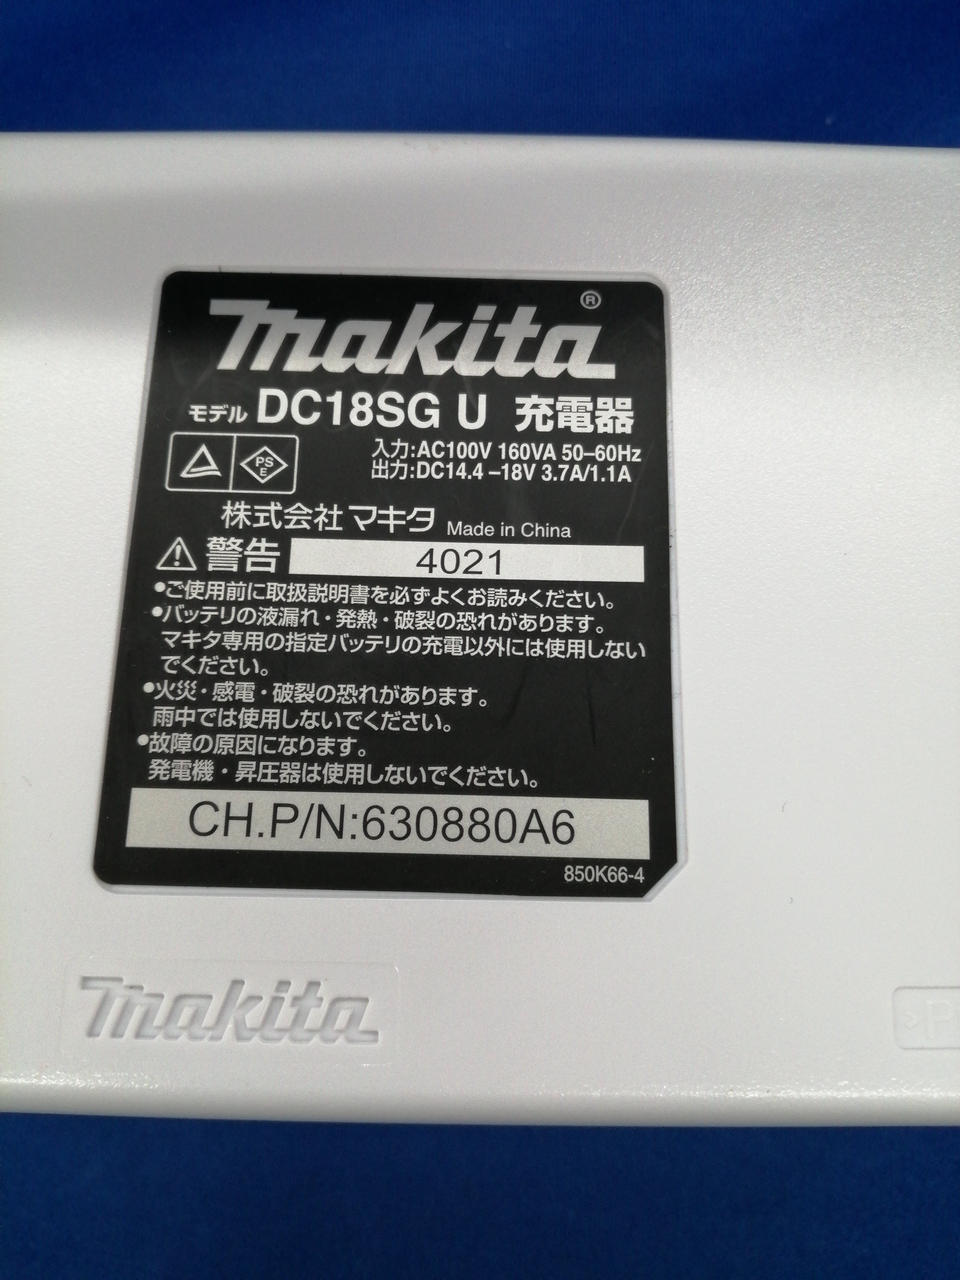 makita®
モデル DC18SG U 充電器
入力:AC100V 160VA 50–60Hz
出力:DC14.4 –18V 3.7A/1.1A
PS
E
株式会社 マキタ Made in China
警告 4021
•ご使用前に取扱説明書を必ずよくお読みください。
•バッテリの液漏れ・発熱・破裂の恐れがあります。
マキタ専用の指定バッテリの充電以外には使用しない
でください。
•火災・感電・破裂の恐れがあります。
雨中では使用しないでください。
•故障の原因になります。
発電機・昇圧器は使用しないでください。
CH.P/N:630880A6
850K66-4
makita
>P